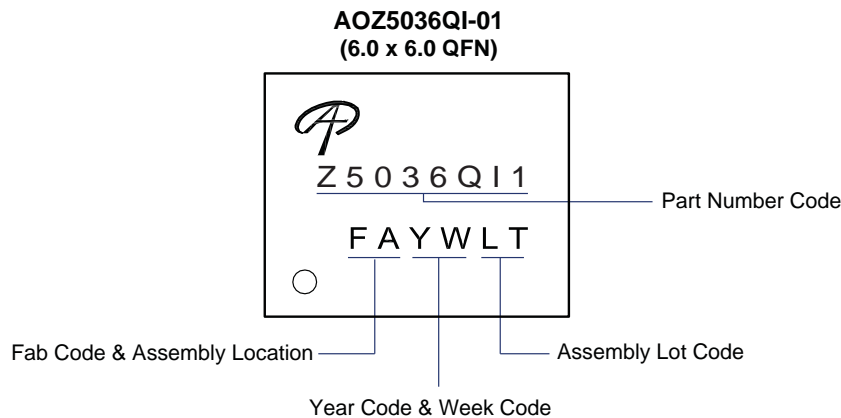 AOZ5036QI-01
(6.0 x 6.0 QFN)
Z5036QI1
Part Number Code
FAYWLT
Fab Code & Assembly Location
Assembly Lot Code
Year Code & Week Code